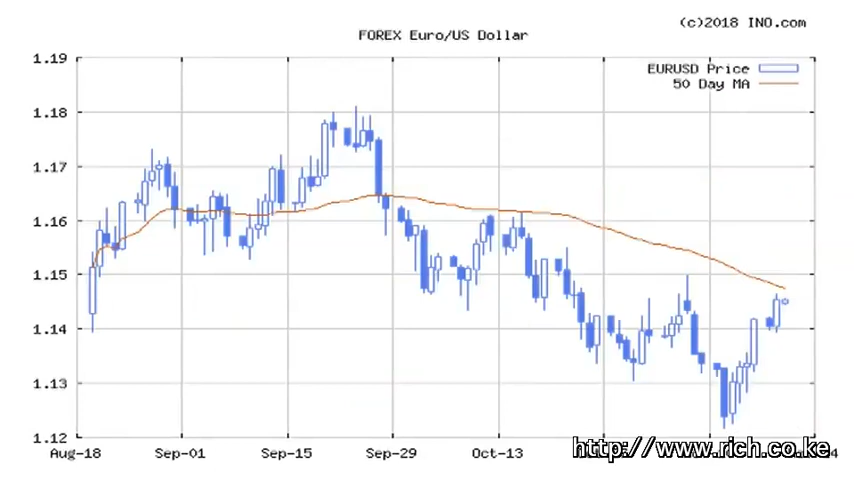 (c)2018 INO.com
FOREX Euro/US Dollar
EURUSD Price
50 Day MA
1.19
1.18
1.17
1.16
1.15
1.14
1.13
1.12
Aug-18 Sep-01 Sep-15 Sep-29 Oct-13
http://www.rich.co.ke